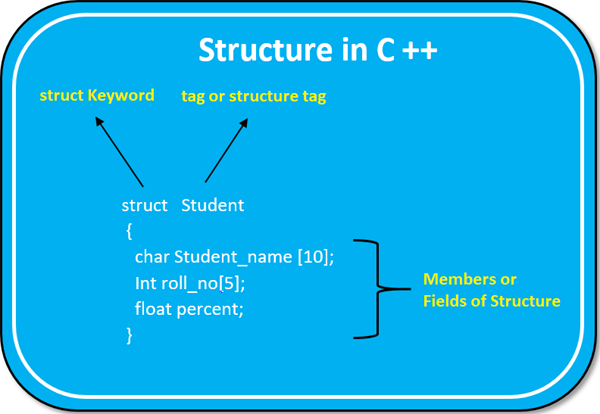 Structure in C ++
struct Keyword
tag or structure tag
struct Student
{
char Student_name [10];
Int roll_no[5];
float percent;
}
Members or
Fields of Structure